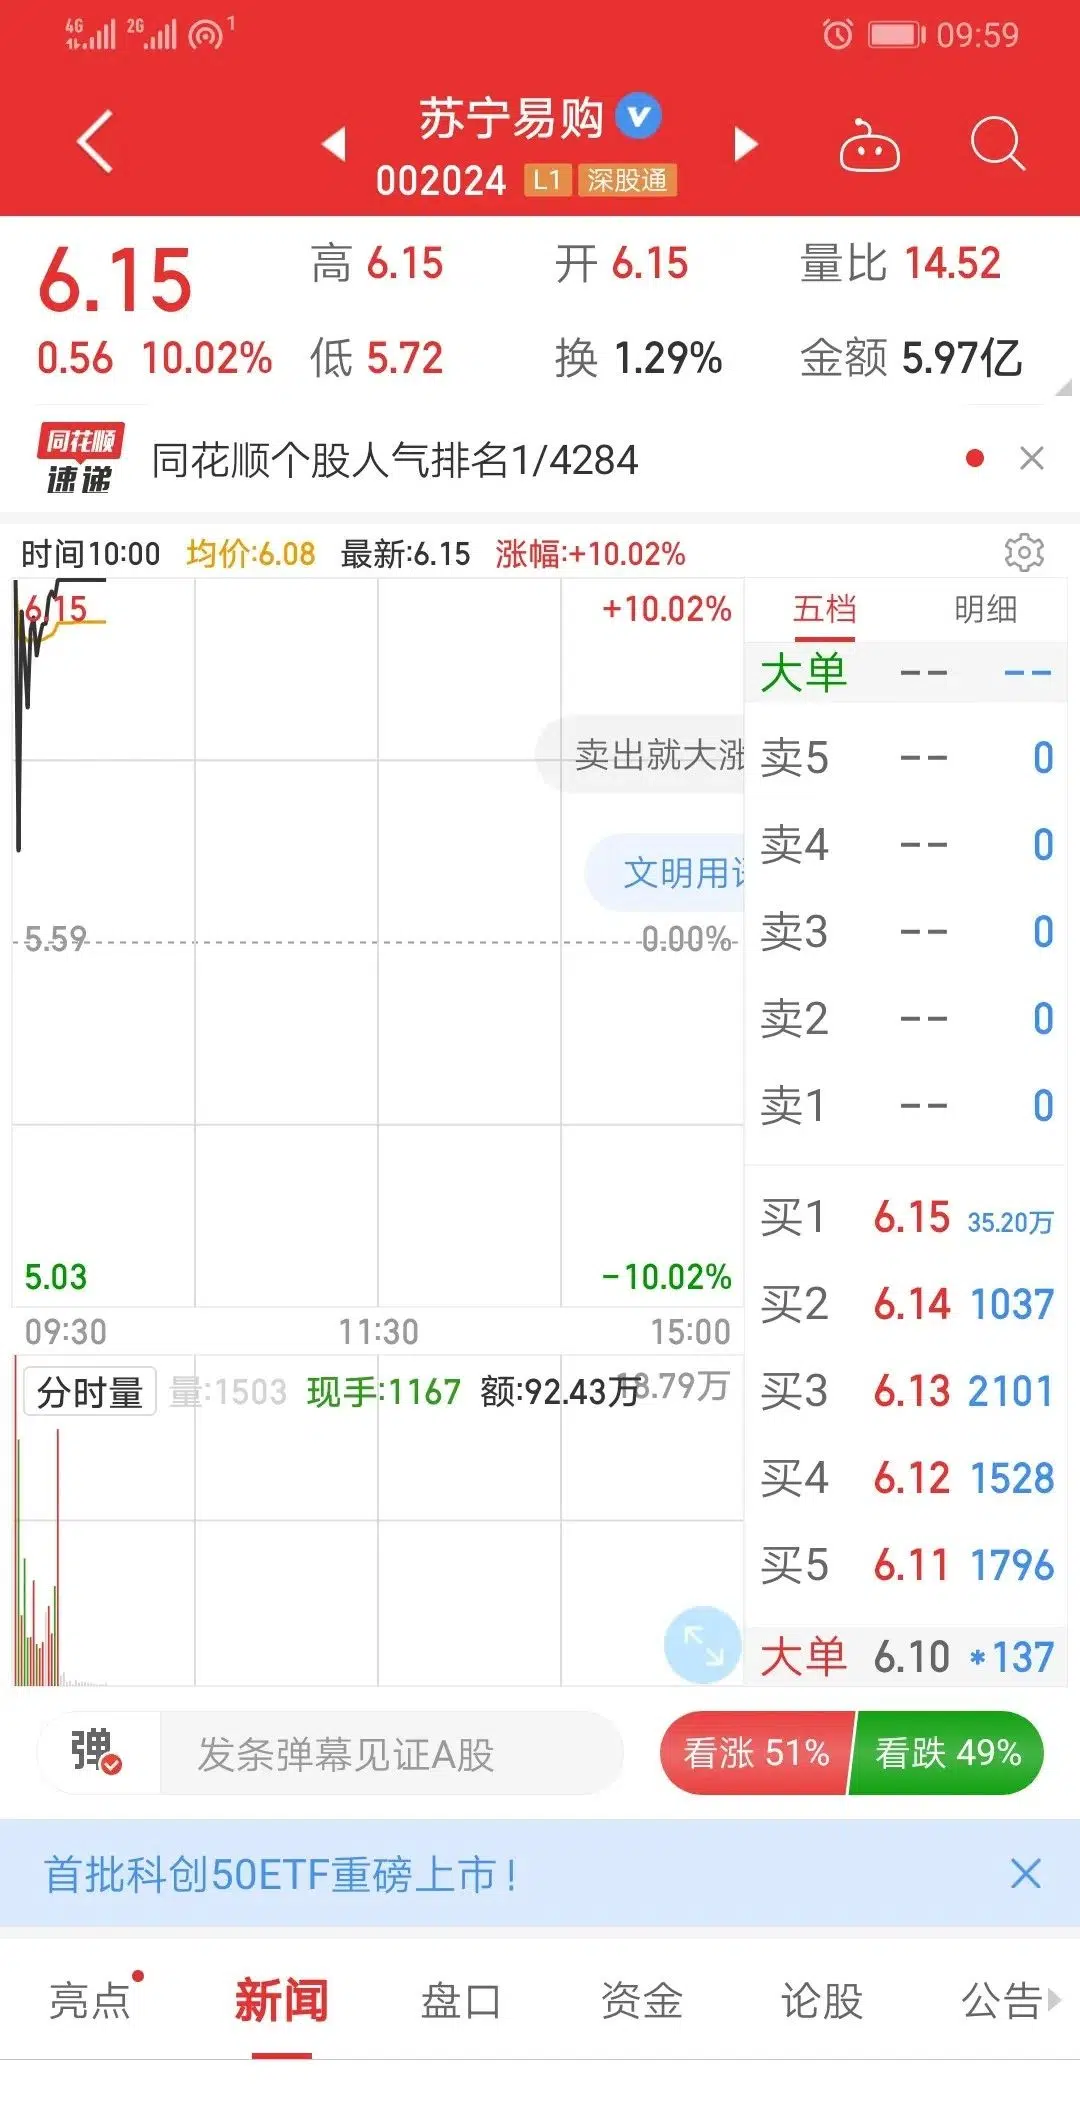 4G 2G 1 09:59
苏宁易购
002024 L1 深股通
6.15 高 6.15 开 6.15 量比 14.52
0.56 10.02% 低 5.72 换 1.29% 金额 5.97亿
同花顺速递 同花顺个股人气排名1/4284
时间10:00 均价:6.08 最新:6.15 涨幅:+10.02%
6.15 +10.02%
五档 明细
大单 -- --
卖出就大涨
卖5 -- 0
卖4 -- 0
文明用
5.59 0.00%
卖3 -- 0
卖2 -- 0
卖1 -- 0
买1 6.15 35.20万
5.03 -10.02%
买2 6.14 1037
09:30 11:30 15:00
分时量 量:1503 现手:1167 额:92.43万 8.79万
买3 6.13 2101
买4 6.12 1528
买5 6.11 1796
大单 6.10 *137
弹 发条弹幕见证A股 看涨 51% 看跌 49%
首批科创50ETF重磅上市！
亮点 新闻 盘口 资金 论股 公告